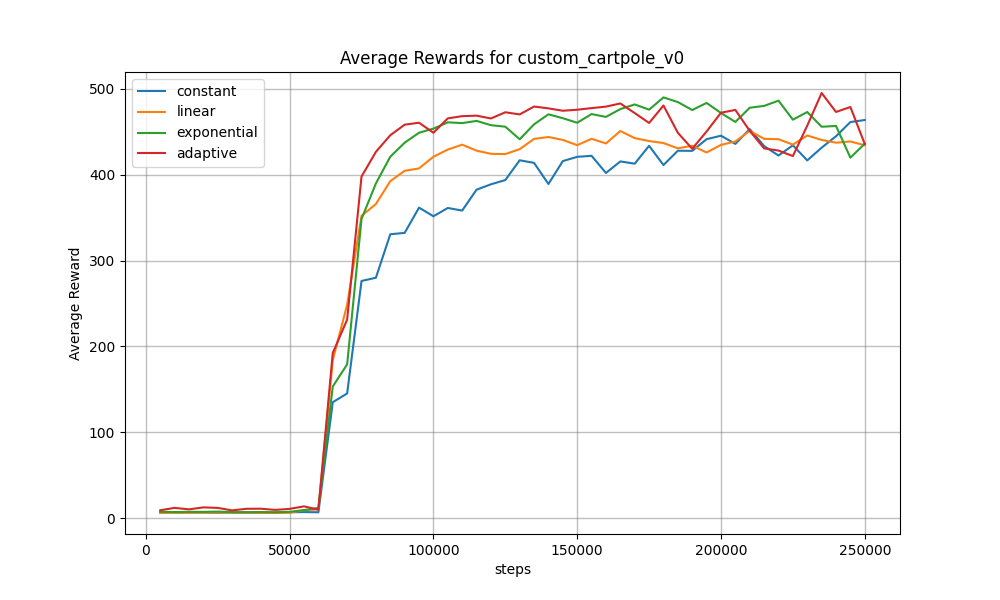 Average Rewards for custom_cartpole_v0
constant
linear
exponential
adaptive
500
400
300
200
100
0
Average Reward
0
50000
100000
150000
200000
250000
steps